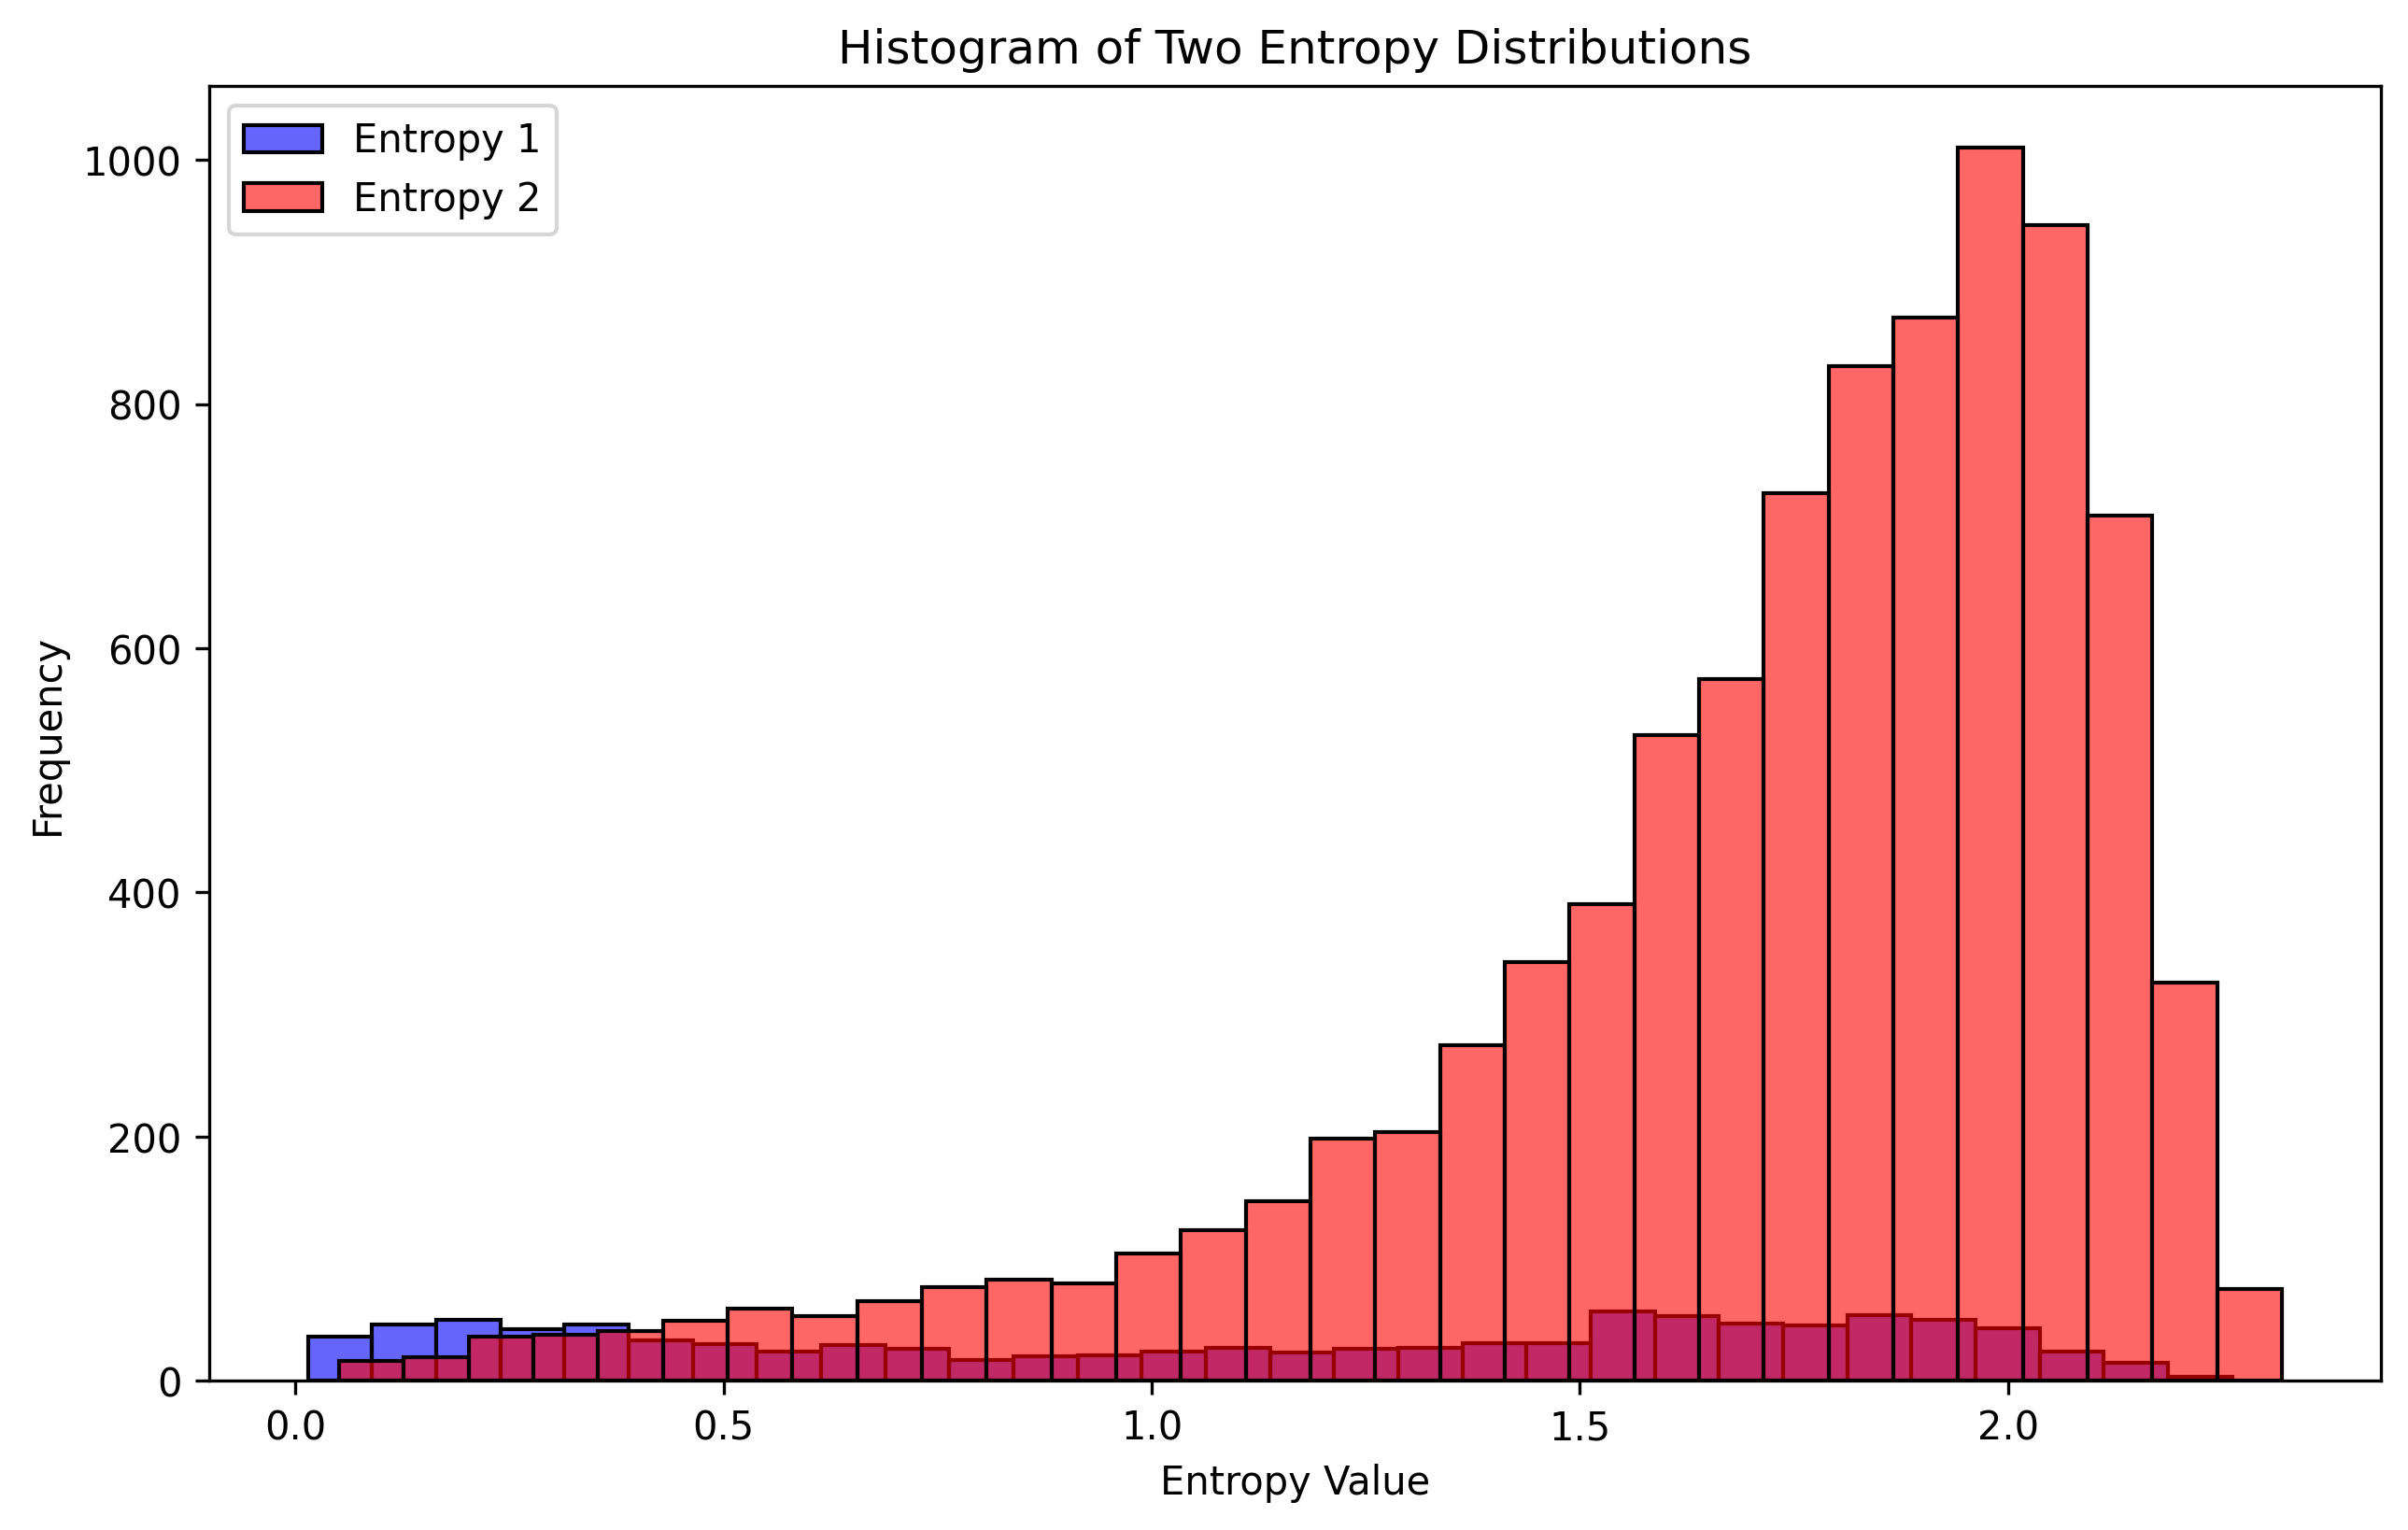 Histogram of Two Entropy Distributions
Entropy 1
Entropy 2
1000
800
600
400
200
0
Frequency
0.0 0.5 1.0 1.5 2.0
Entropy Value